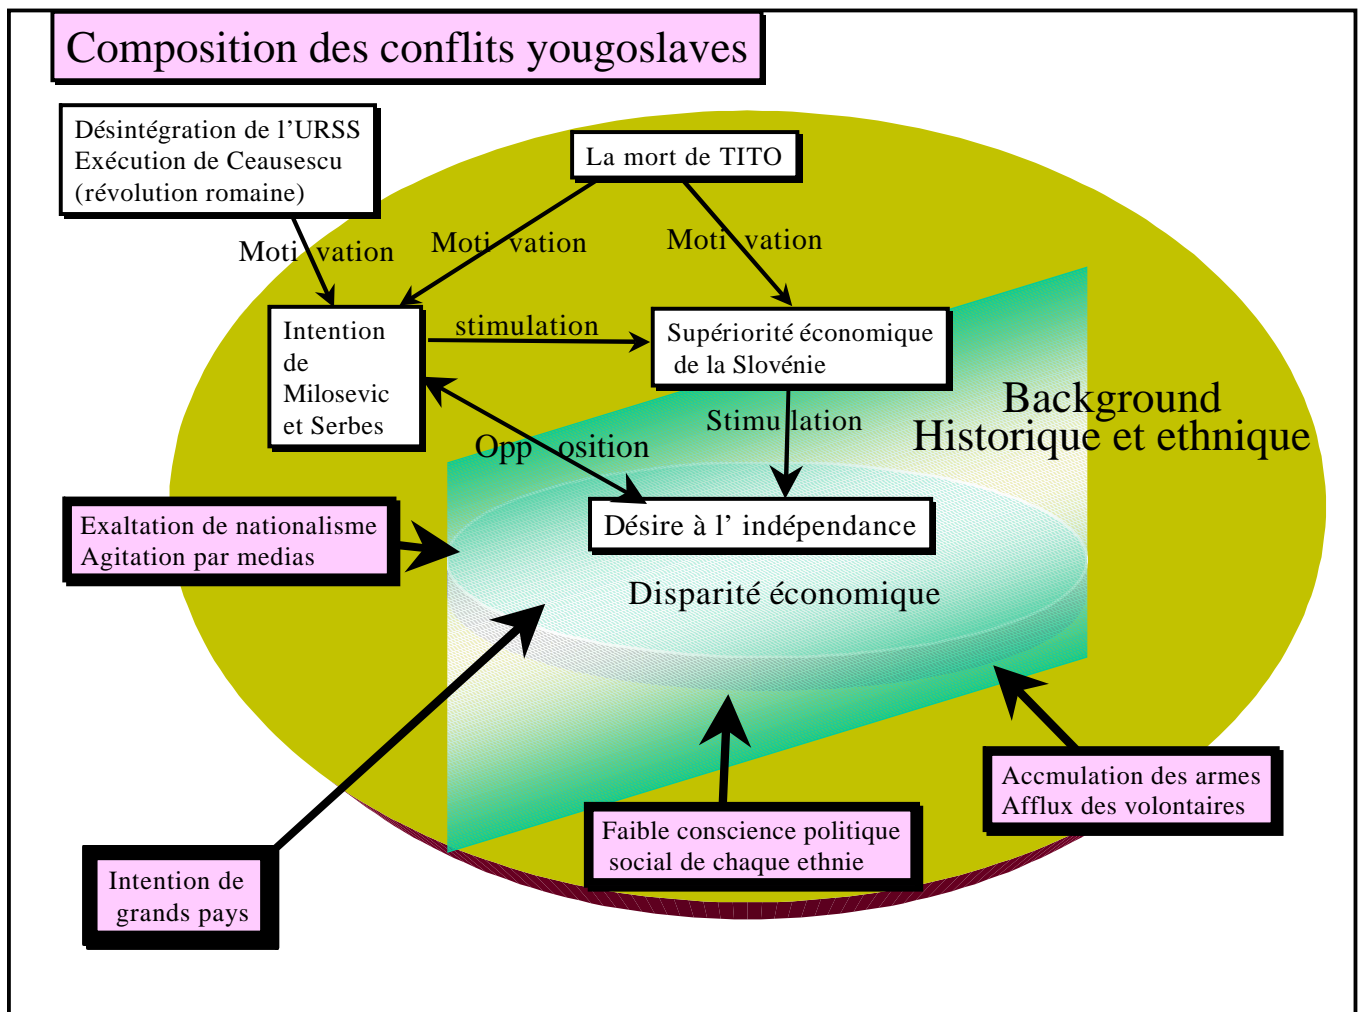 Composition des conflits yougoslaves
Désintégration de l'URSS
Exécution de Ceausescu
(révolution romaine)
La mort de TITO
Moti vation
Moti vation
Moti vation
Intention
de
Milosevic
et Serbes
stimulation
Supériorité économique
de la Slovénie
Background
Historique et ethnique
Stimu lation
Opp osition
Exaltation de nationalisme
Agitation par medias
Désire à l' indépendance
Disparité économique
Accmulation des armes
Afflux des volontaires
Faible conscience politique
social de chaque ethnie
Intention de
grands pays